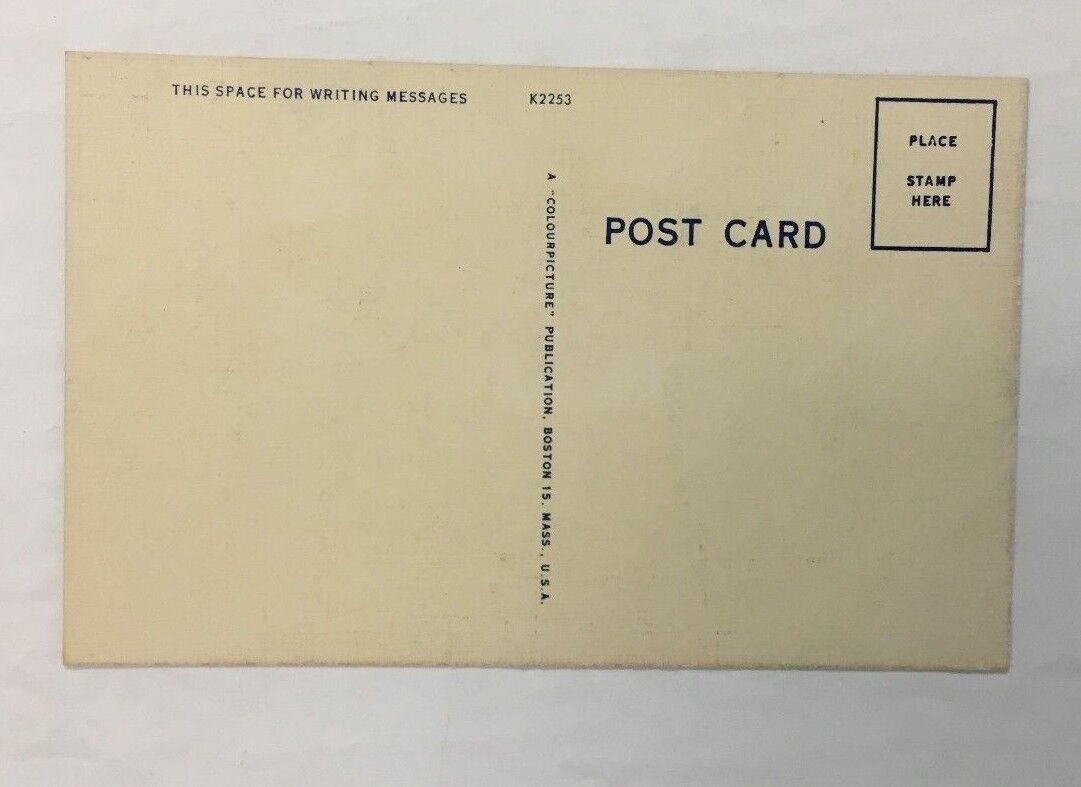 THIS SPACE FOR WRITING MESSAGES
K2253
A "COLOURPICTURE" PUBLICATION, BOSTON 15, MASS., U.S.A.
POST CARD
PLACE
STAMP
HERE